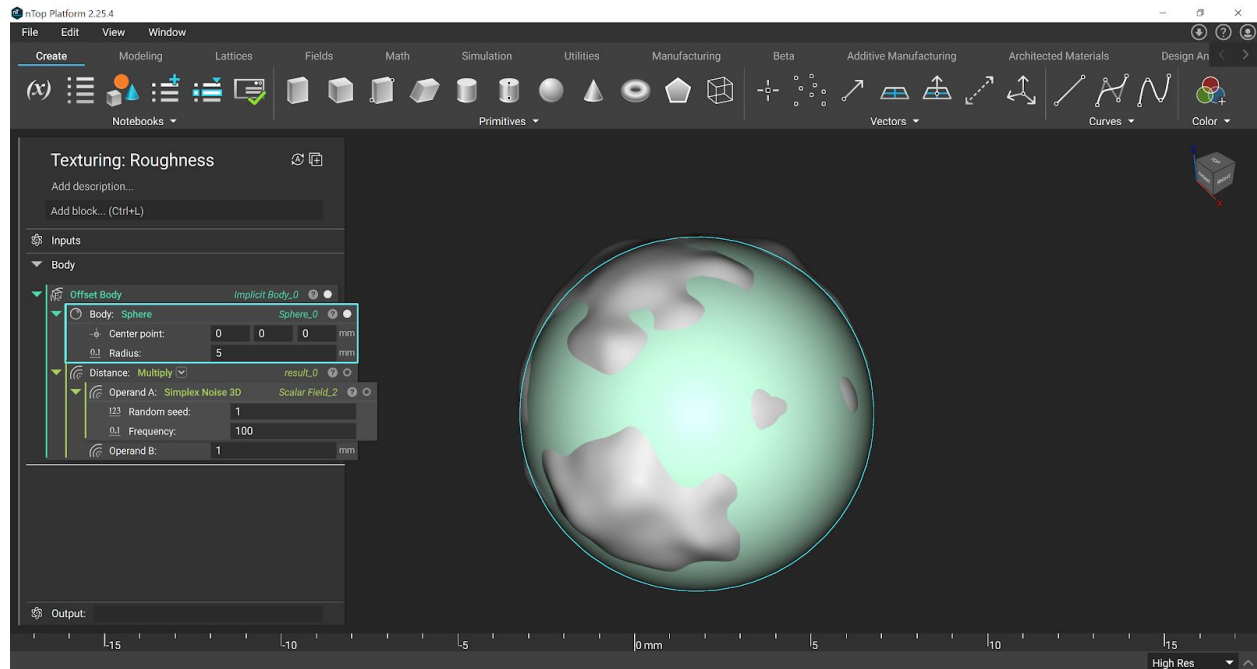 nTop Platform 2.25.4
File Edit View Window
Create Modeling Lattices Fields Math Simulation Utilities Manufacturing Beta Additive Manufacturing Architected Materials Design An
(x)
Notebooks Primitives Vectors Curves Color
Texturing: Roughness
Add description...
Add block... (Ctrl+L)
Inputs
Body
Offset Body Implicit Body_0
Body: Sphere Sphere_0
Center point: 0 0 0 mm
0.1 Radius: 5 mm
Distance: Multiply result_0
Operand A: Simplex Noise 3D Scalar Field_2
123 Random seed: 1
0.1 Frequency: 100
Operand B: 1 mm
Output:
TOP
FRONT RIGHT
X
-15 -10 -5 0 mm 5 10 15
High Res